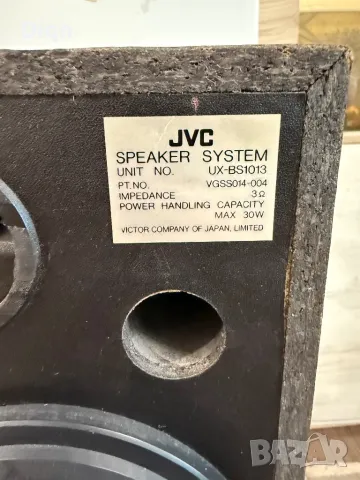 JVC
SPEAKER SYSTEM
UNIT NO. UX-BS1013
PT.NO. VGSS014-004
IMPEDANCE 3Ω
POWER HANDLING CAPACITY
MAX 30W
VICTOR COMPANY OF JAPAN, LIMITED
BAZAR